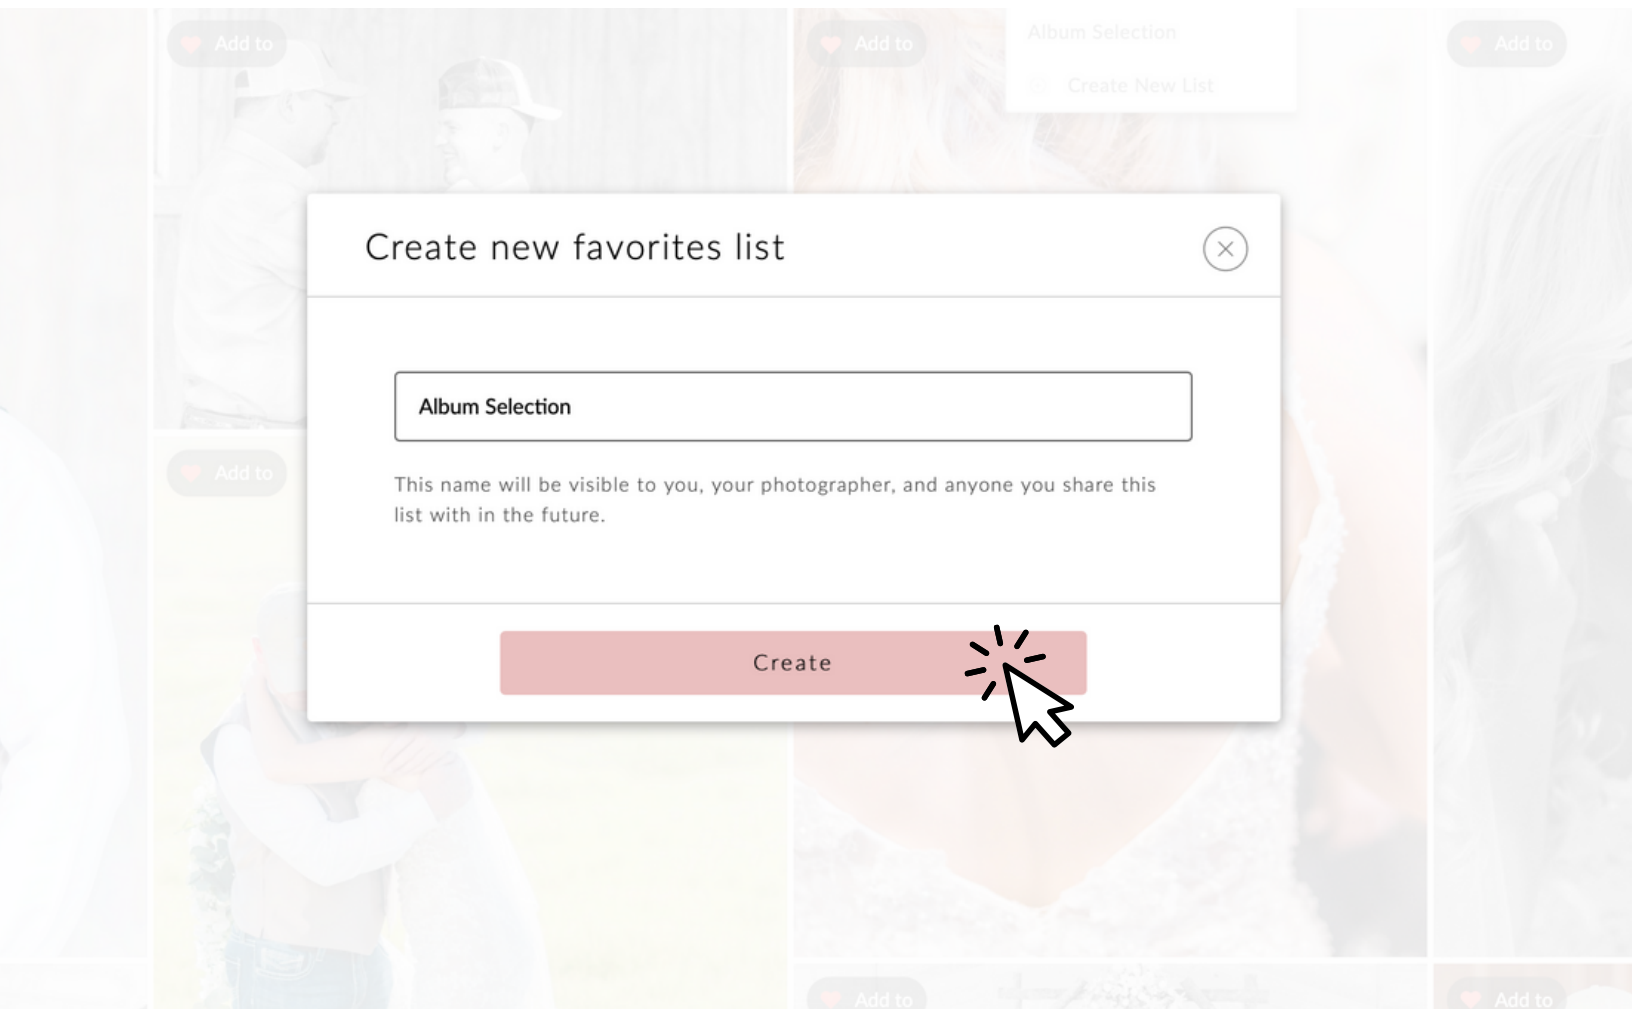 Add to
Add to
Album Selection
Create New List
Add to
Create new favorites list
Album Selection
This name will be visible to you, your photographer, and anyone you share this
list with in the future.
Add to
Create
Add to
Add to